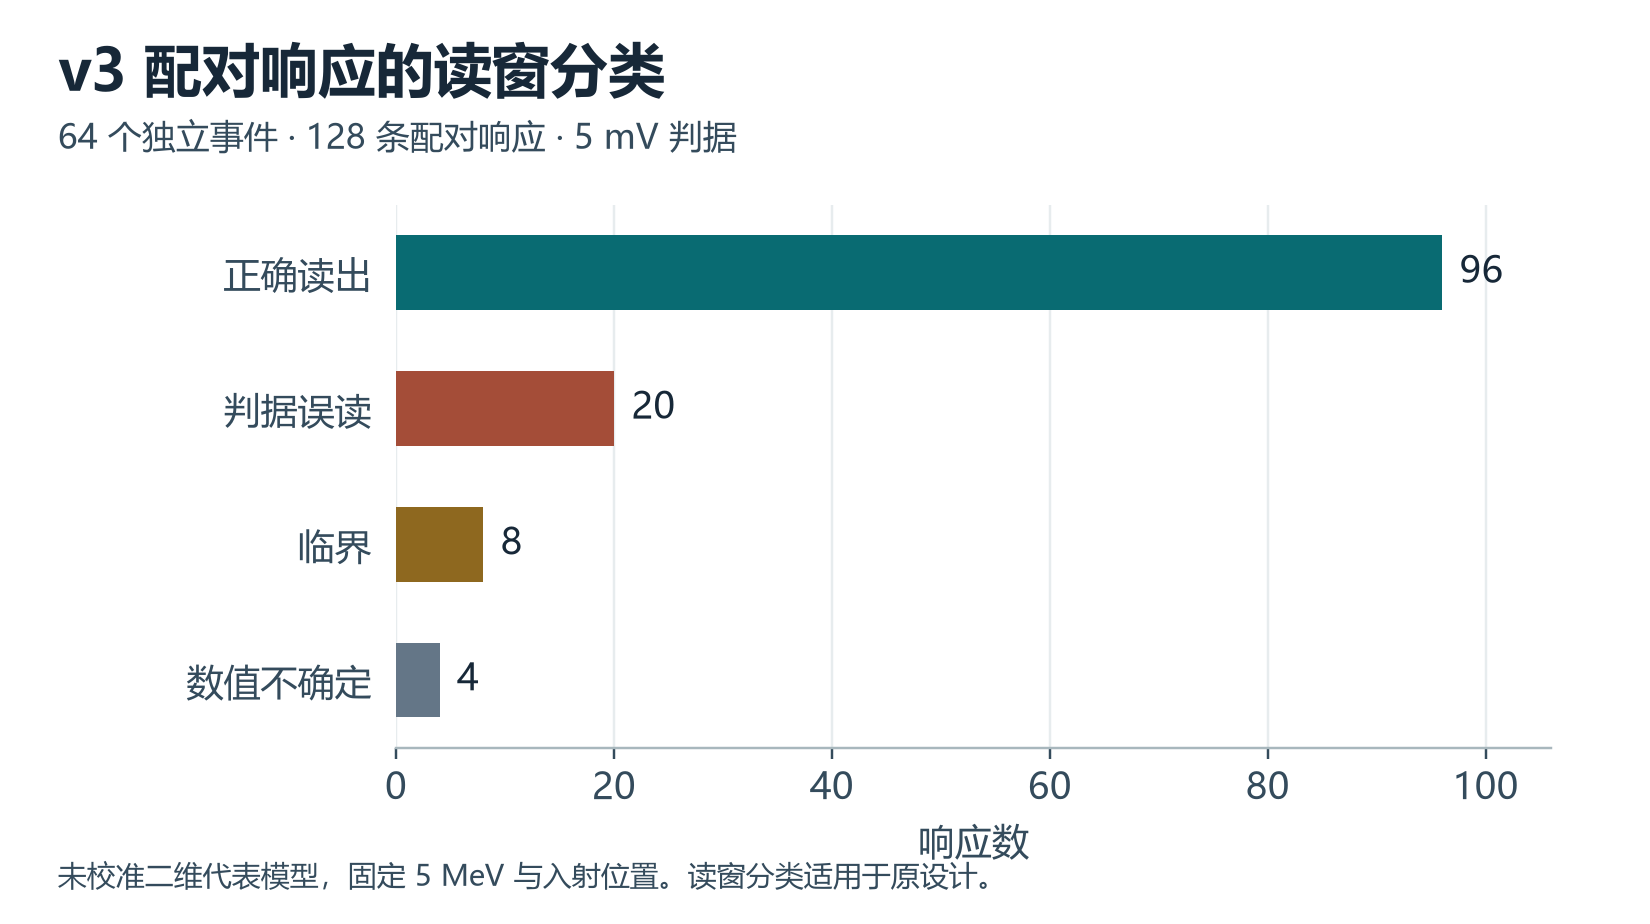 v3 配对响应的读窗分类
64 个独立事件 · 128 条配对响应 · 5 mV 判据
正确读出
96
判据误读
20
临界
8
数值不确定
4
0 20 40 60 80 100
响应数
未校准二维代表模型，固定 5 MeV 与入射位置。读窗分类适用于原设计。